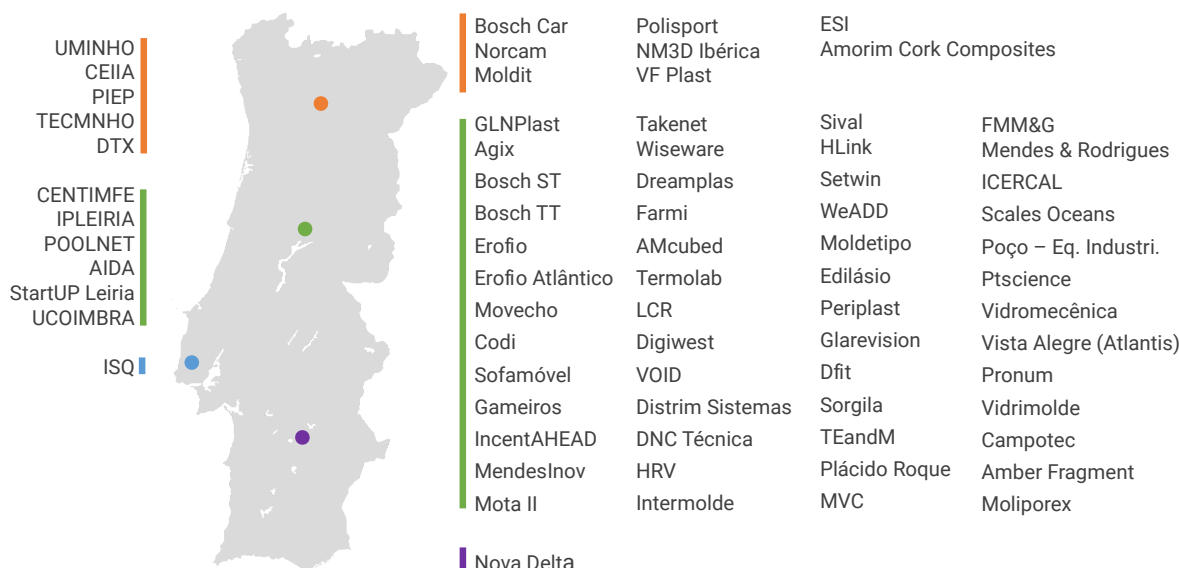 UMINHO
CEIIA
PIEP
TECMNHO
DTX
CENTIMFE
IPLEIRIA
POOLNET
AIDA
StartUP Leiria
UCOIMBRA
ISQ
Bosch Car Polisport ESI
Norcam NM3D Ibérica Amorim Cork Composites
Moldit VF Plast
GLNPlast Takenet Sival FMM&G
Agix Wiseware HLink Mendes & Rodrigues
Bosch ST Dreamplas Setwin ICERCAL
Bosch TT Farmi WeADD Scales Oceans
Erofio AMcubed Moldetipo Poço – Eq. Industri.
Erofio Atlântico Termolab Edilásio Ptscience
Movecho LCR Periplast Vidromecênica
Codi Digiwest Glarevision Vista Alegre (Atlantis)
Sofamóvel VOID Dfit Pronum
Gameiros Distrim Sistemas Sorgila Vidrimolde
IncentAHEAD DNC Técnica TEandM Campotec
MendesInov HRV Plácido Roque Amber Fragment
Mota II Intermolde MVC Moliporex
Nova Delta